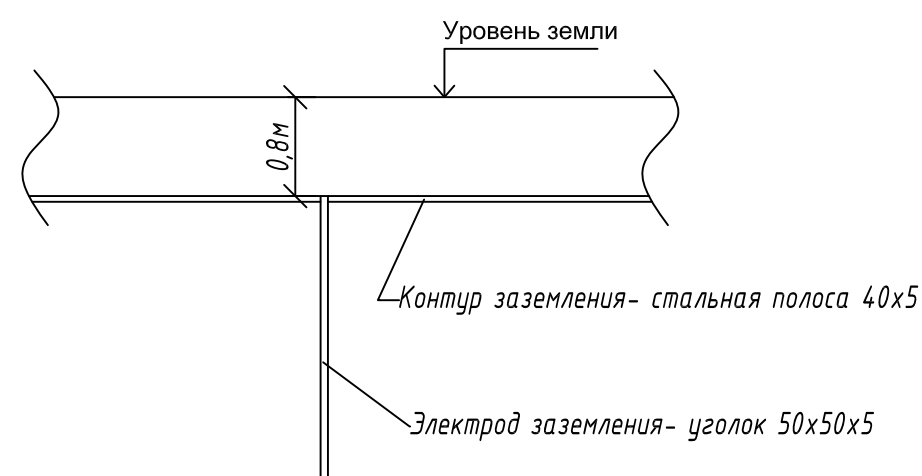 Уровень земли
0,8м
Контур заземления- стальная полоса 40х5
Электрод заземления- уголок 50х50х5